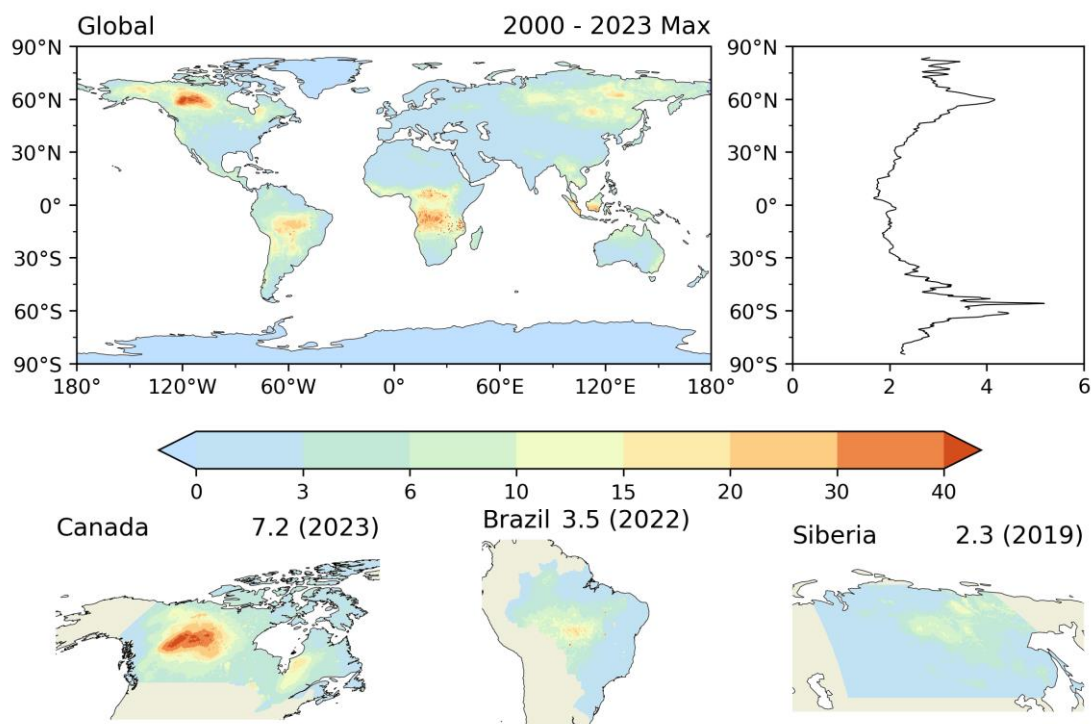 Global 2000 - 2023 Max
90°N 90°N
60°N 60°N
30°N 30°N
0° 0°
30°S 30°S
60°S 60°S
90°S 90°S
180° 120°W 60°W 0° 60°E 120°E 180° 0 2 4 6
0 3 6 10 15 20 30 40
Canada 7.2 (2023) Brazil 3.5 (2022) Siberia 2.3 (2019)